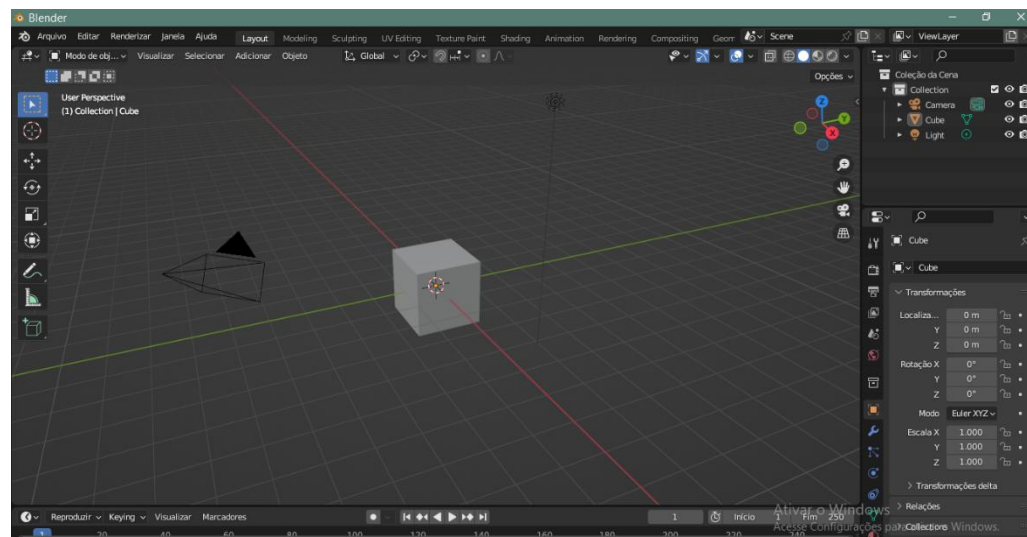 Blender
Arquivo Editar Renderizar Janela Ajuda Layout Modeling Sculpting UV Editing Texture Paint Shading Animation Rendering Compositing Geom Scene ViewLayer
Modo de obj... Visualizar Selecionar Adicionar Objeto Global
Opções
User Perspective
(1) Collection | Cube
Z
Y
X
Coleção da Cena
Collection
Camera
Cube
Light
Cube
Cube
Transformações
Localiza... 0 m
Y 0 m
Z 0 m
Rotação X 0°
Y 0°
Z 0°
Modo Euler XYZ
Escala X 1.000
Y 1.000
Z 1.000
Transformações delta
Relações
Collections
Reproduzir Keying Visualizar Marcadores 1 Início 1 Fim 250
1 20 40 60 80 100 120 140 160 180 200 220 240
Ativar o Windows
Acesse Configurações para ativar o Windows.